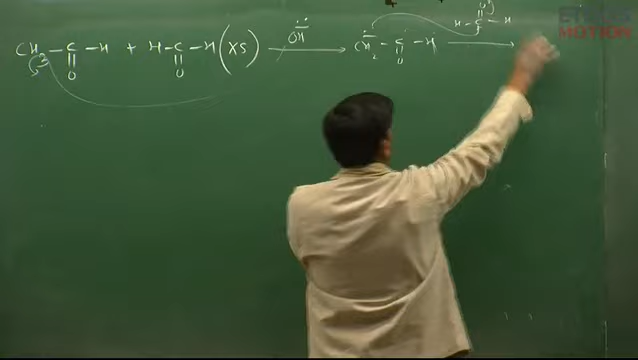 O
H - C - H
CH3 - C - H + H - C - H (XS) OH CH2 - C - H
O O O
MOTION